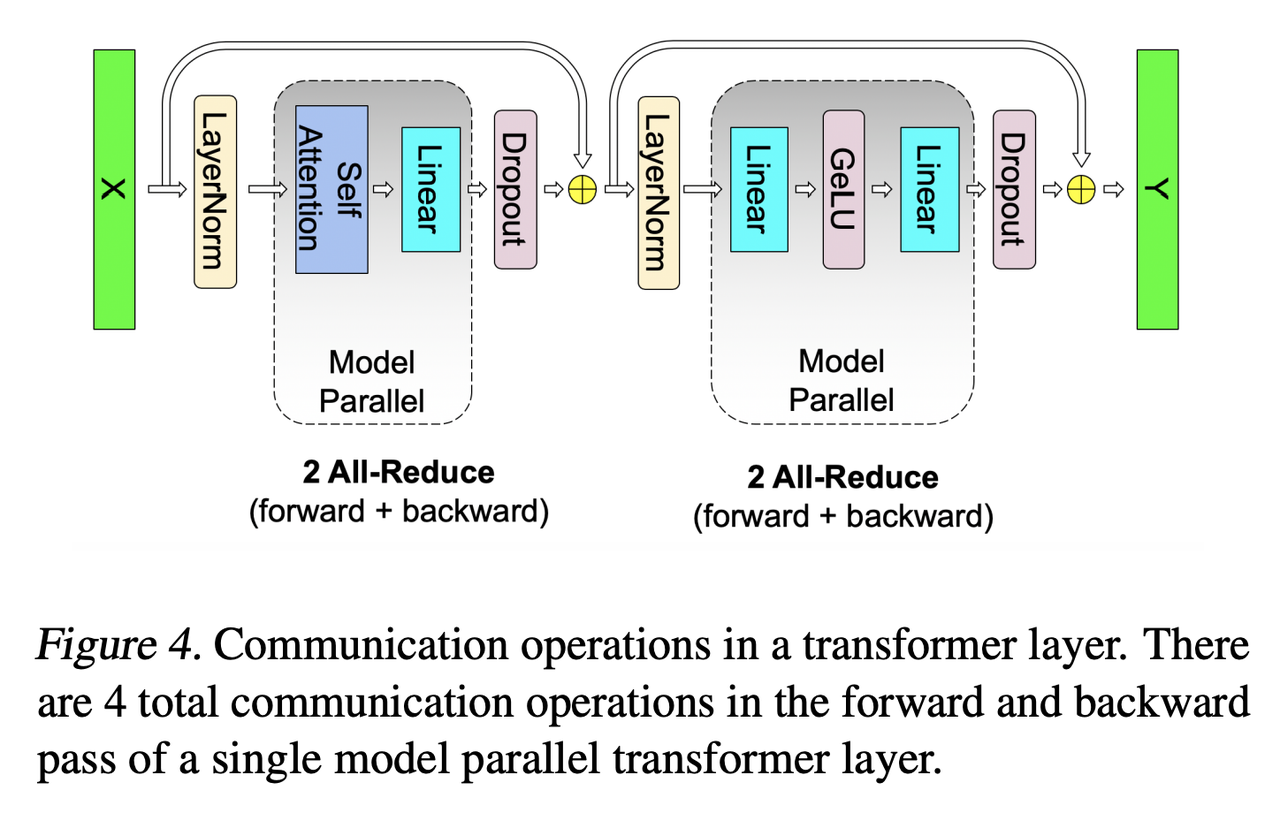 X
LayerNorm
Self
Attention
Linear
Dropout
LayerNorm
Linear
GeLU
Linear
Dropout
Y
Model
Parallel
Model
Parallel
2 All-Reduce
(forward + backward)
2 All-Reduce
(forward + backward)
Figure 4. Communication operations in a transformer layer. There
are 4 total communication operations in the forward and backward
pass of a single model parallel transformer layer.